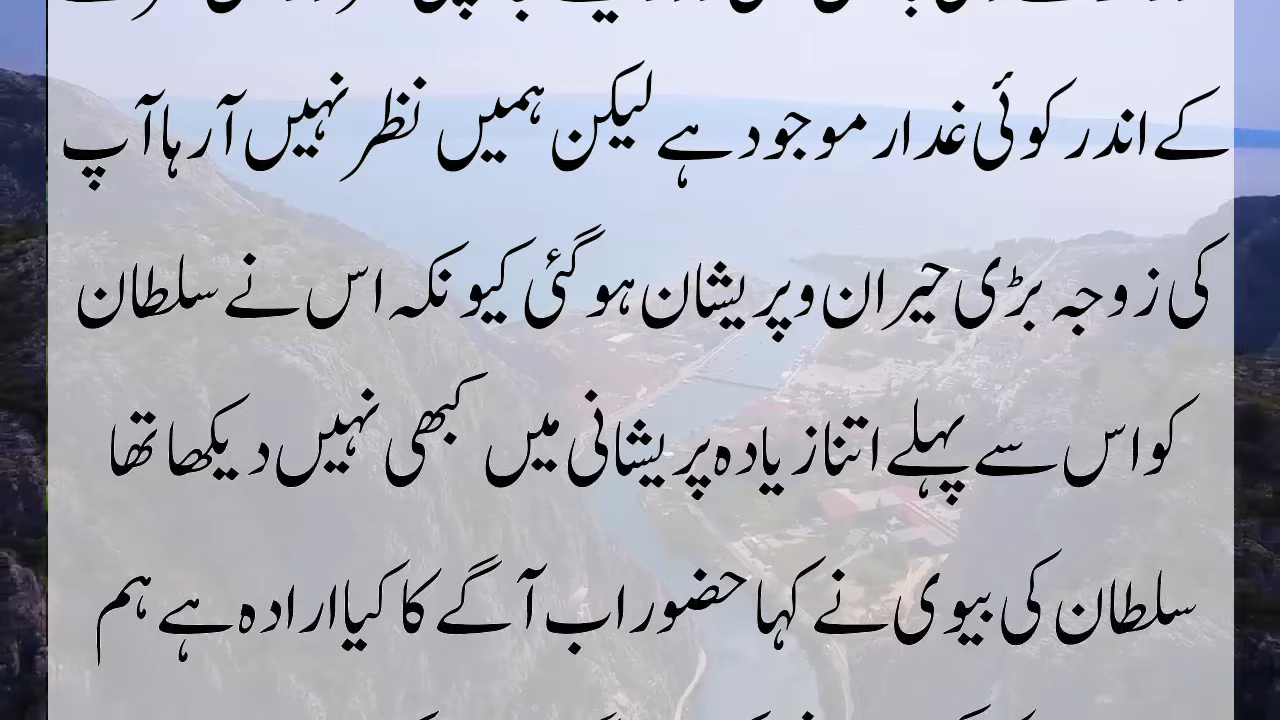 کے اندر کوئی غدار موجود ہے لیکن ہمیں نظر نہیں آرہا آپ
کی زوجہ بڑی حیران و پریشان ہو گئی کیونکہ اس نے سلطان
کو اس سے پہلے اتنا زیادہ پریشانی میں کبھی نہیں دیکھا تھا
سلطان کی بیوی نے کہا حضور اب آگے کا کیا ارادہ ہے ہم